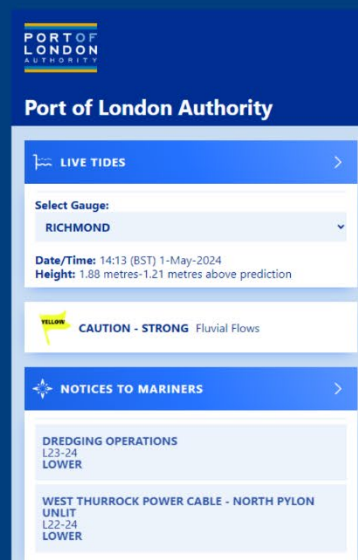 PORT OF
LONDON
AUTHORITY
Port of London Authority
LIVE TIDES
Select Gauge:
RICHMOND
Date/Time: 14:13 (BST) 1-May-2024
Height: 1.88 metres-1.21 metres above prediction
YELLOW
CAUTION - STRONG Fluvial Flows
NOTICES TO MARINERS
DREDGING OPERATIONS
L23-24
LOWER
WEST THURROCK POWER CABLE - NORTH PYLON
UNLIT
L22-24
LOWER